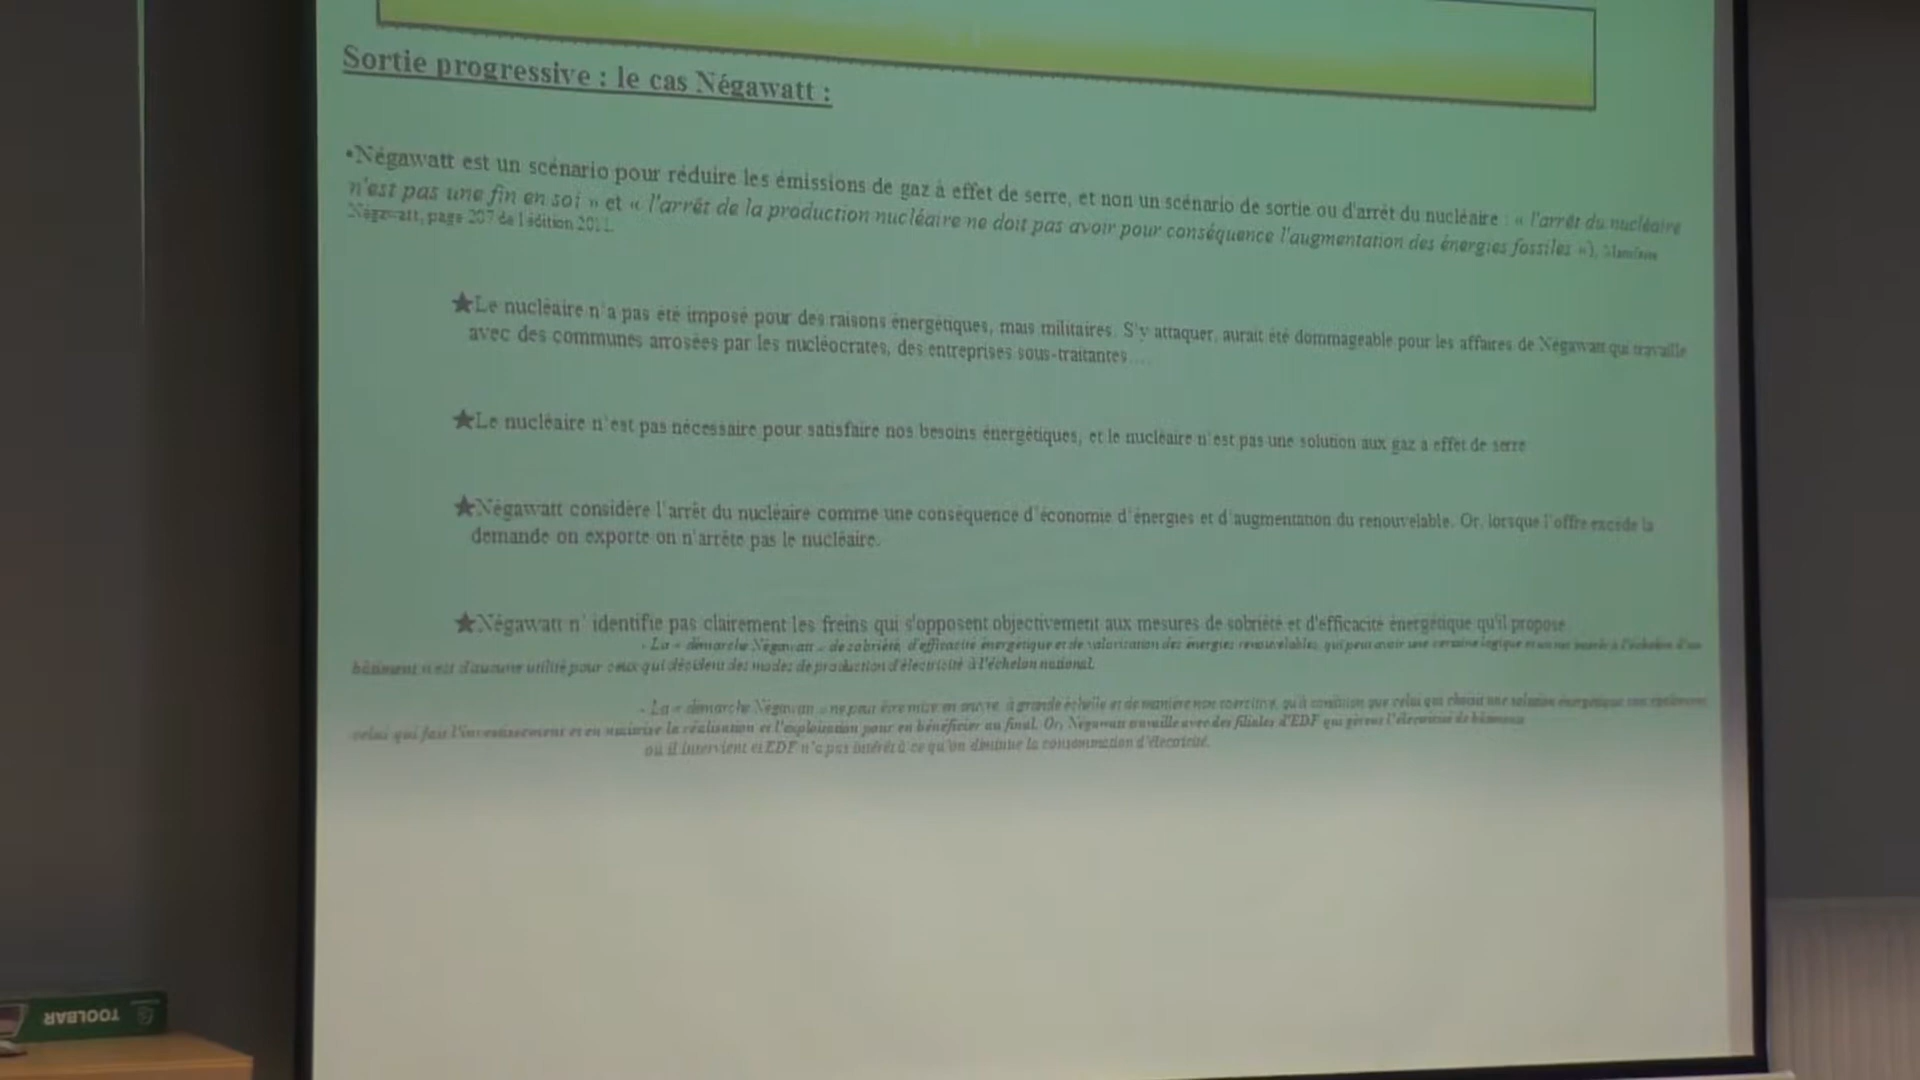 Sortie progressive : le cas Négawatt :
•Négawatt est un scénario pour réduire les émissions de gaz à effet de serre, et non un scénario de sortie ou d'arrêt du nucléaire : « l'arrêt du nucléaire
n'est pas une fin en soi » et « l'arrêt de la production nucléaire ne doit pas avoir pour conséquence l'augmentation des énergies fossiles »),
Négawatt, page 207 de l'édition 2011.
★Le nucléaire n'a pas été imposé pour des raisons énergétiques, mais militaires. S'y attaquer, aurait été dommageable pour les affaires de Négawatt qui travaille
avec des communes arrosées par les nucléocrates, des entreprises sous-traitantes....
★Le nucléaire n'est pas nécessaire pour satisfaire nos besoins énergétiques, et le nucléaire n'est pas une solution aux gaz à effet de serre
★Négawatt considère l'arrêt du nucléaire comme une conséquence d'économie d'énergies et d'augmentation du renouvelable. Or, lorsque l'offre excède la
demande on exporte on n'arrête pas le nucléaire.
★Négawatt n' identifie pas clairement les freins qui s'opposent objectivement aux mesures de sobriété et d'efficacité énergétique qu'il propose
- La « démarche Négawatt » de sobriété, d'efficacité énergétique et de valorisation des énergies renouvelables, qui peut avoir une certaine logique à l'échelon d'un
bâtiment n'est d'aucune utilité pour ceux qui décident des modes de production d'électricité à l'échelon national.
- La « démarche Négawatt » ne peut être mise en œuvre, à grande échelle et de manière non coercitive, qu'à condition que celui qui choisit une solution énergétique soit également
celui qui fait l'investissement et en maîtrise la réalisation et l'exploitation pour en bénéficier au final. Or, Négawatt travaille avec des filiales d'EDF qui gèrent l'électricité de bâtiments
où il intervient et EDF n'a pas intérêt à ce qu'on diminue la consommation d'électricité.
TOOLBAR